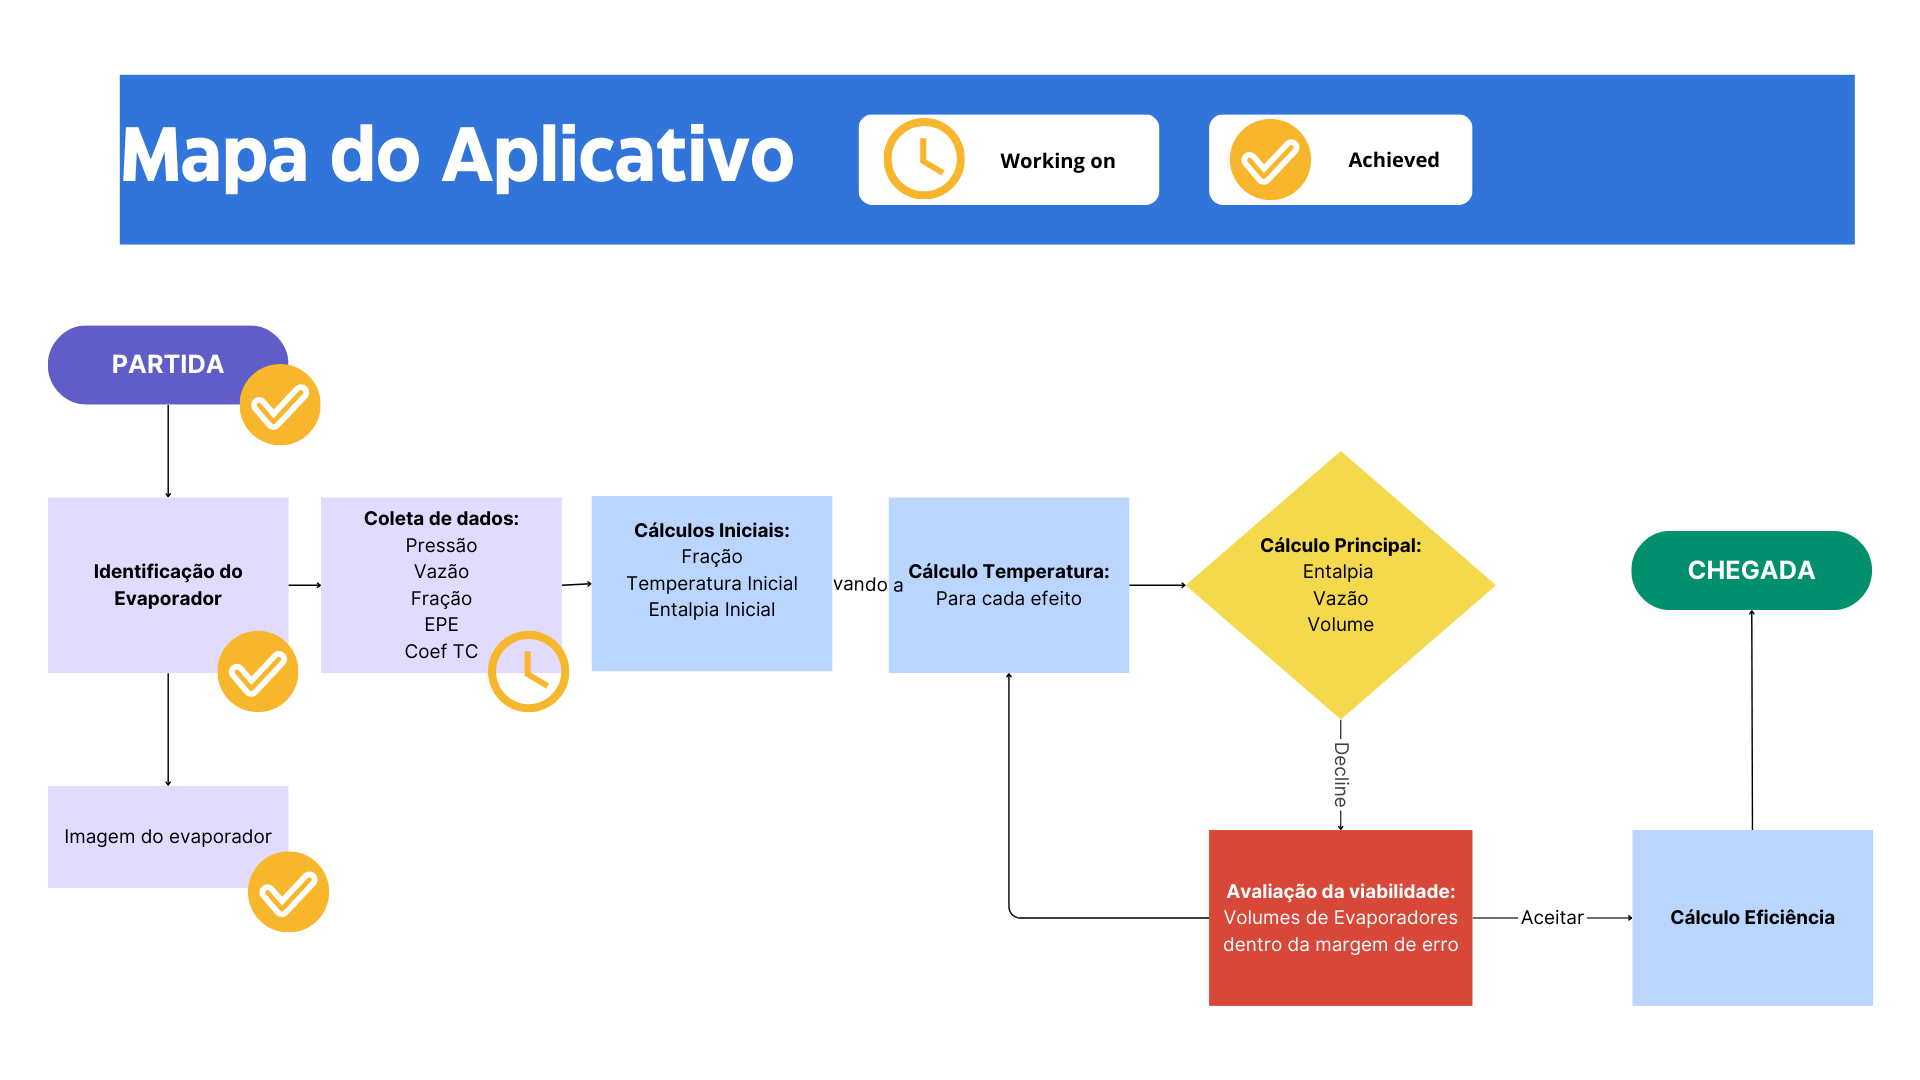 Mapa do Aplicativo
Working on
Achieved
PARTIDA
Identificação do
Evaporador
Imagem do evaporador
Coleta de dados:
Pressão
Vazão
Fração
EPE
Coef TC
Cálculos Iniciais:
Fração
Temperatura Inicial
Entalpia Inicial
vando a
Cálculo Temperatura:
Para cada efeito
Cálculo Principal:
Entalpia
Vazão
Volume
Decline
Avaliação da viabilidade:
Volumes de Evaporadores
dentro da margem de erro
Aceitar
Cálculo Eficiência
CHEGADA